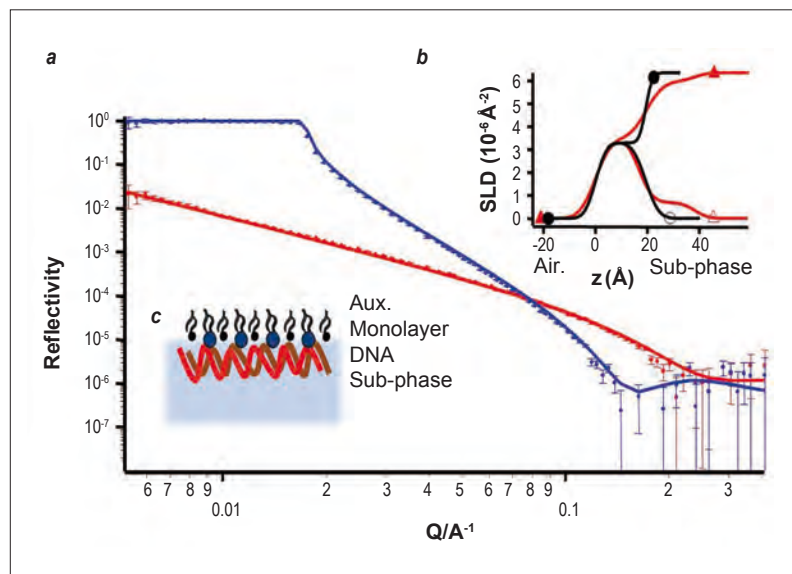 a
b
6
5
4
3
2
1
0
SLD (10⁻⁶ Å⁻²)
-20 0 20 40
Air. z (Å) Sub-phase
10⁰
10⁻¹
10⁻²
10⁻³
10⁻⁴
10⁻⁵
10⁻⁶
10⁻⁷
Reflectivity
c
Aux.
Monolayer
DNA
Sub-phase
6 7 8 9 2 3 4 5 6 7 8 9 2 3
0.01 0.1
Q/A⁻¹